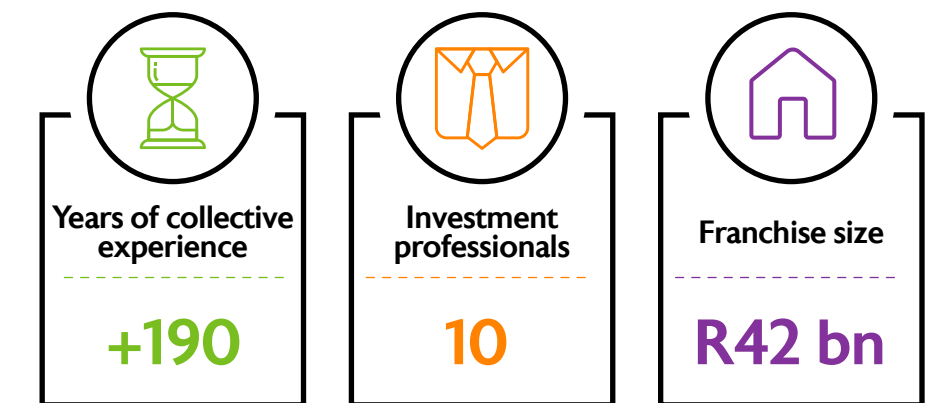 Years of collective
experience
+190
Investment
professionals
10
Franchise size
R42 bn